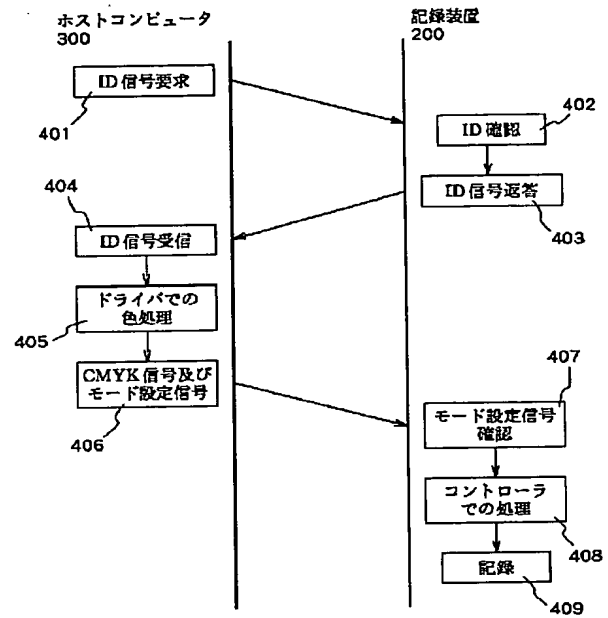 ホストコンピュータ
300
記録装置
200
ID信号要求
401
ID確認
402
ID信号返答
403
404
ID信号受信
ドライバでの
色処理
405
CMYK信号及び
モード設定信号
406
407
モード設定信号
確認
コントローラ
での処理
408
記録
409